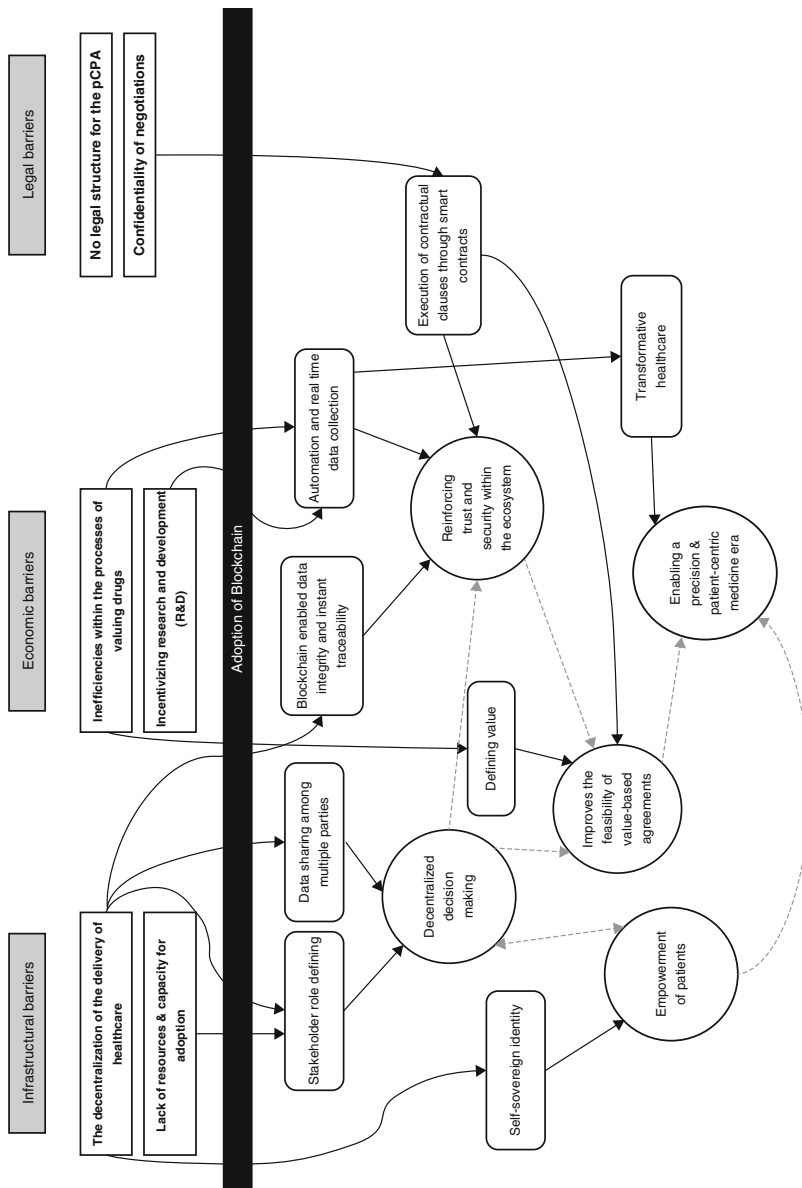 Infrastructural barriers
Economic barriers
Legal barriers
The decentralization of the delivery of
healthcare
Lack of resources & capacity for
adoption
Inefficiencies within the processes of
valuing drugs
Incentivizing research and development
(R&D)
No legal structure for the pCPA
Confidentiality of negotiations
Adoption of Blockchain
Stakeholder role defining
Data sharing among
multiple parties
Blockchain enabled data
integrity and instant
traceability
Automation and real time
data collection
Execution of contractual
clauses through smart
contracts
Self-sovereign identity
Decentralized
decision
making
Defining value
Reinforcing
trust and
security within
the ecosystem
Transformative
healthcare
Empowerment
of patients
Improves the
feasibility of
value-based
agreements
Enabling a
precision &
patient-centric
medicine era